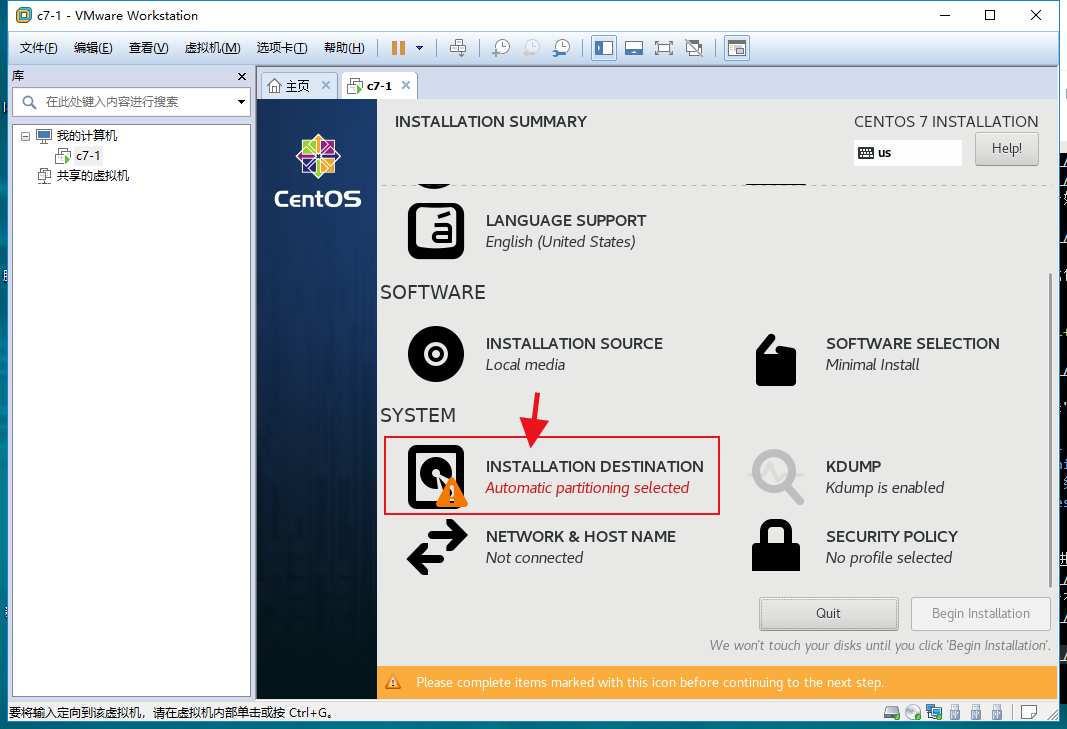 c7-1 - VMware Workstation
文件(F) 编辑(E) 查看(V) 虚拟机(M) 选项卡(T) 帮助(H)
库
在此处键入内容进行搜索
我的计算机
c7-1
共享的虚拟机
主页
c7-1
CentOS
INSTALLATION SUMMARY
CENTOS 7 INSTALLATION
us
Help!
LANGUAGE SUPPORT
English (United States)
SOFTWARE
INSTALLATION SOURCE
Local media
SOFTWARE SELECTION
Minimal Install
SYSTEM
INSTALLATION DESTINATION
Automatic partitioning selected
KDUMP
Kdump is enabled
NETWORK & HOST NAME
Not connected
SECURITY POLICY
No profile selected
Quit
Begin Installation
We won't touch your disks until you click 'Begin Installation'.
Please complete items marked with this icon before continuing to the next step.
要将输入定向到该虚拟机，请在虚拟机内部单击或按 Ctrl+G。